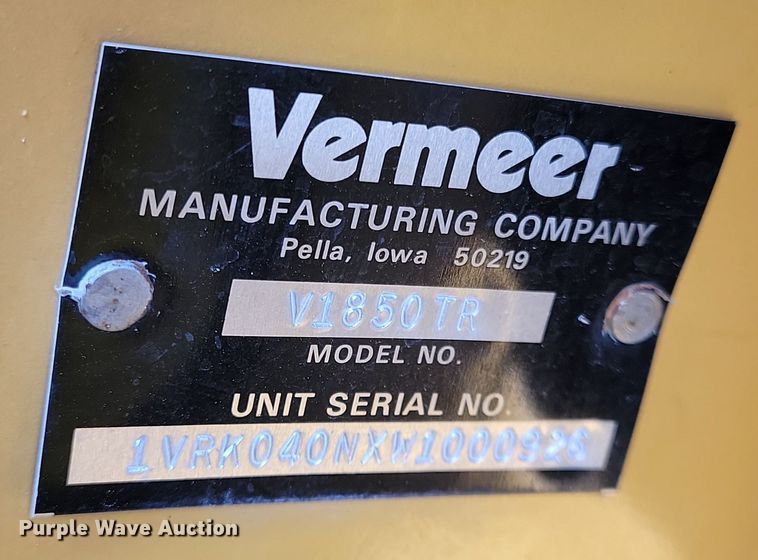 Vermeer
MANUFACTURING COMPANY
Pella, Iowa 50219
V1850TR
MODEL NO.
UNIT SERIAL NO.
1VRK040NXW1000926
Purple Wave Auction